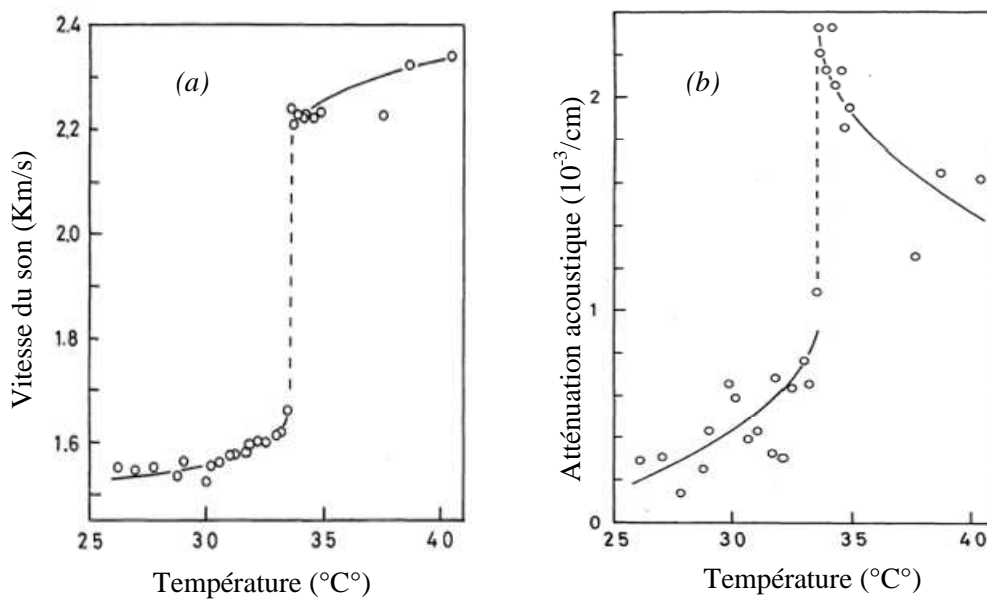 2.4
2,2
2.0
1.8
1.6
25
30
35
40
(a)
Vitesse du son (Km/s)
Température (°C°)
2
1
0
30
35
40
(b)
Atténuation acoustique (10⁻³/cm)
Température (°C°)